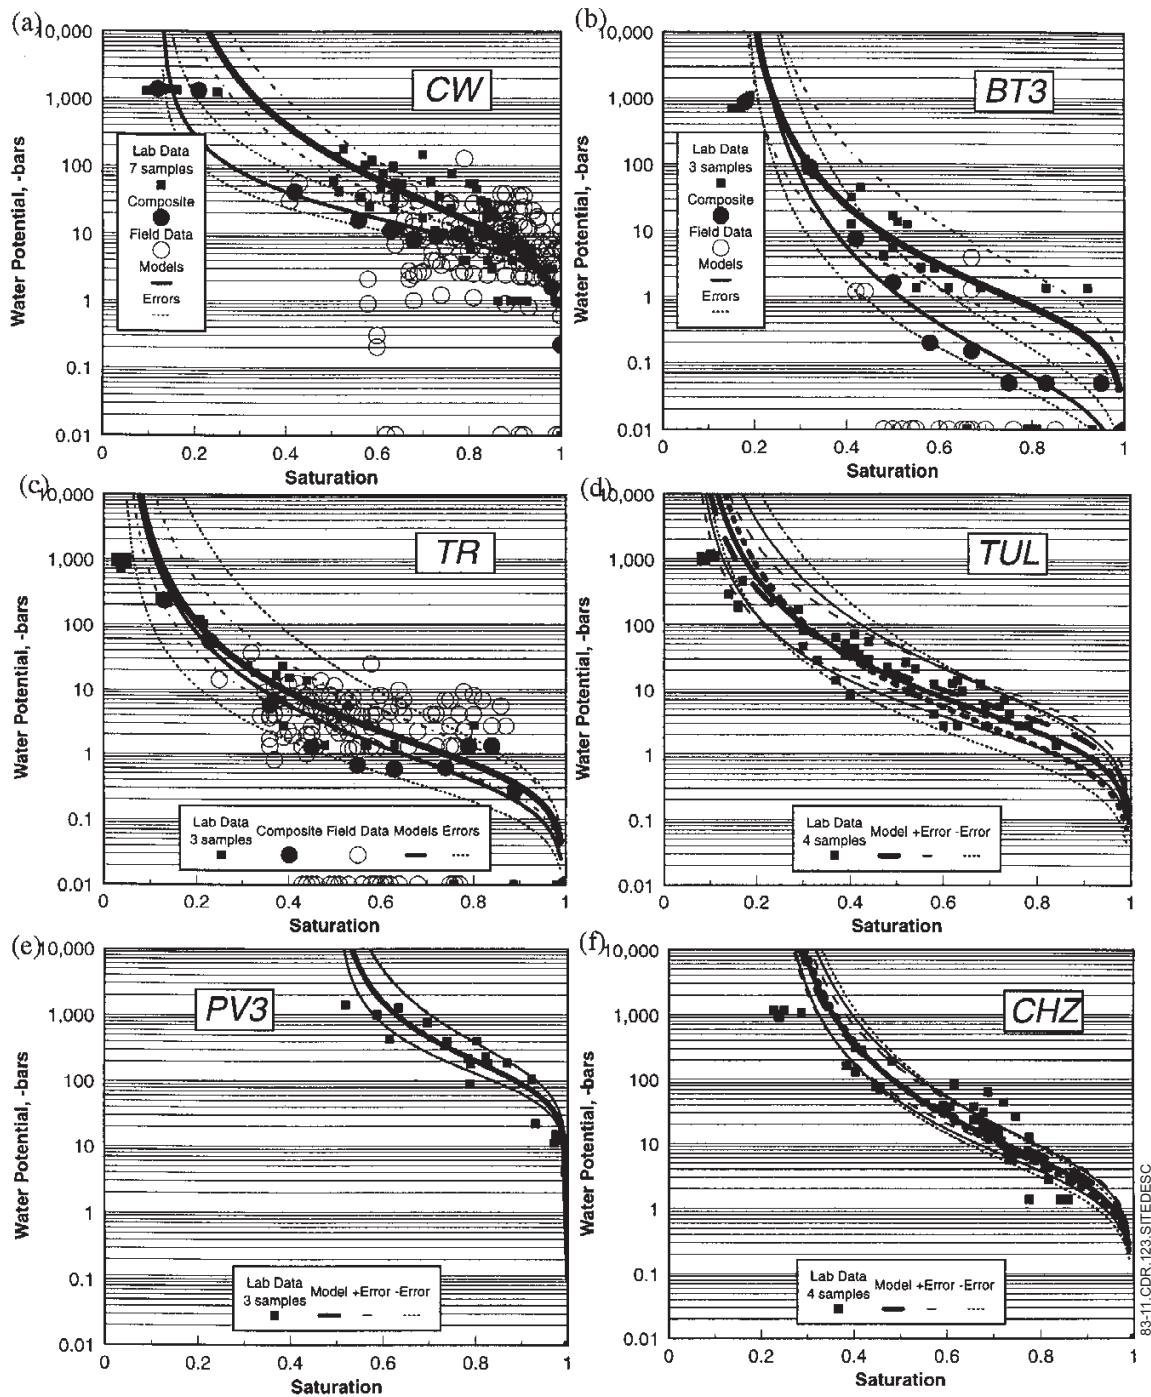 (a)
10,000
1,000
100
10
1
0.1
0.01
Water Potential, -bars
CW
Lab Data
7 samples
Composite
Field Data
Models
Errors
0 0.2 0.4 0.6 0.8 1
Saturation
(b)
10,000
1,000
100
10
1
0.1
0.01
Water Potential, -bars
BT3
Lab Data
3 samples
Composite
Field Data
Models
Errors
0 0.2 0.4 0.6 0.8 1
Saturation
(c)
10,000
1,000
100
10
1
0.1
0.01
Water Potential, -bars
TR
Lab Data
3 samples
Composite Field Data Models Errors
0 0.2 0.4 0.6 0.8 1
Saturation
(d)
10,000
1,000
100
10
1
0.1
0.01
Water Potential, -bars
TUL
Lab Data
4 samples
Model +Error -Error
0 0.2 0.4 0.6 0.8 1
Saturation
(e)
10,000
1,000
100
10
1
0.1
0.01
Water Potential, -bars
PV3
Lab Data
3 samples
Model +Error -Error
0 0.2 0.4 0.6 0.8 1
Saturation
(f)
10,000
1,000
100
10
1
0.1
0.01
Water Potential, -bars
CHZ
Lab Data
4 samples
Model +Error -Error
0 0.2 0.4 0.6 0.8 1
Saturation
83-11.CDR.123.SITEDESC